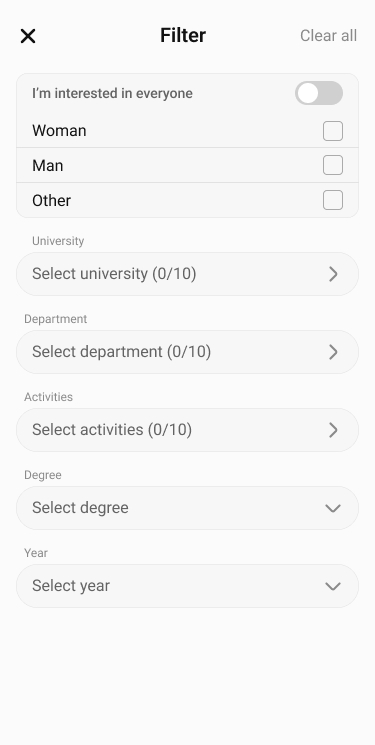 Filter
Clear all
I'm interested in everyone
Woman
Man
Other
University
Select university (0/10)
Department
Select department (0/10)
Activities
Select activities (0/10)
Degree
Select degree
Year
Select year